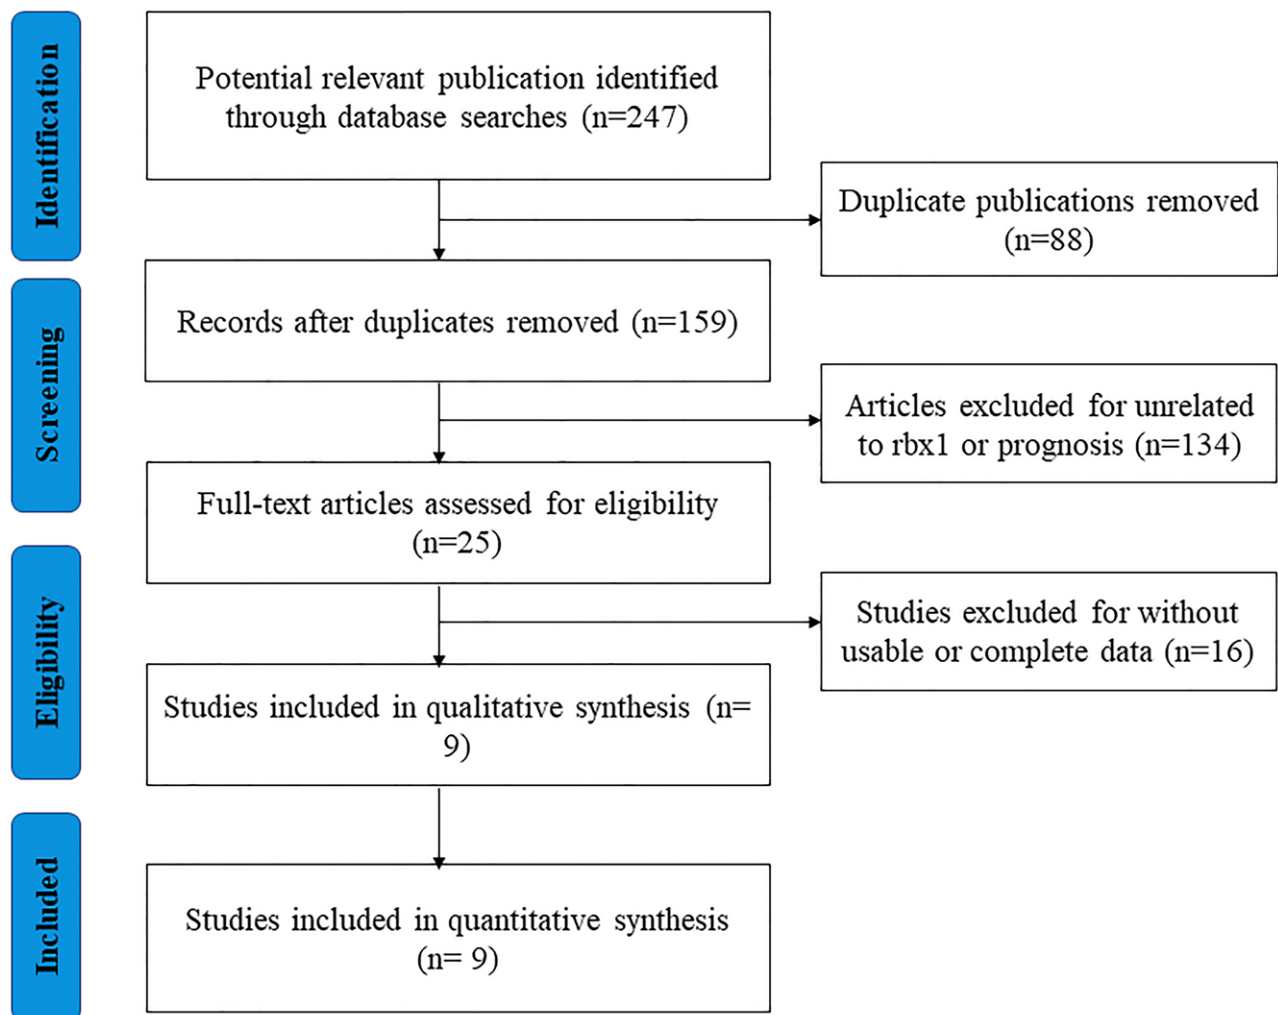 Identification
Potential relevant publication identified
through database searches (n=247)
Duplicate publications removed
(n=88)
Screening
Records after duplicates removed (n=159)
Articles excluded for unrelated
to rbx1 or prognosis (n=134)
Full-text articles assessed for eligibility
(n=25)
Eligibility
Studies excluded for without
usable or complete data (n=16)
Studies included in qualitative synthesis (n=
9)
Included
Studies included in quantitative synthesis
(n= 9)